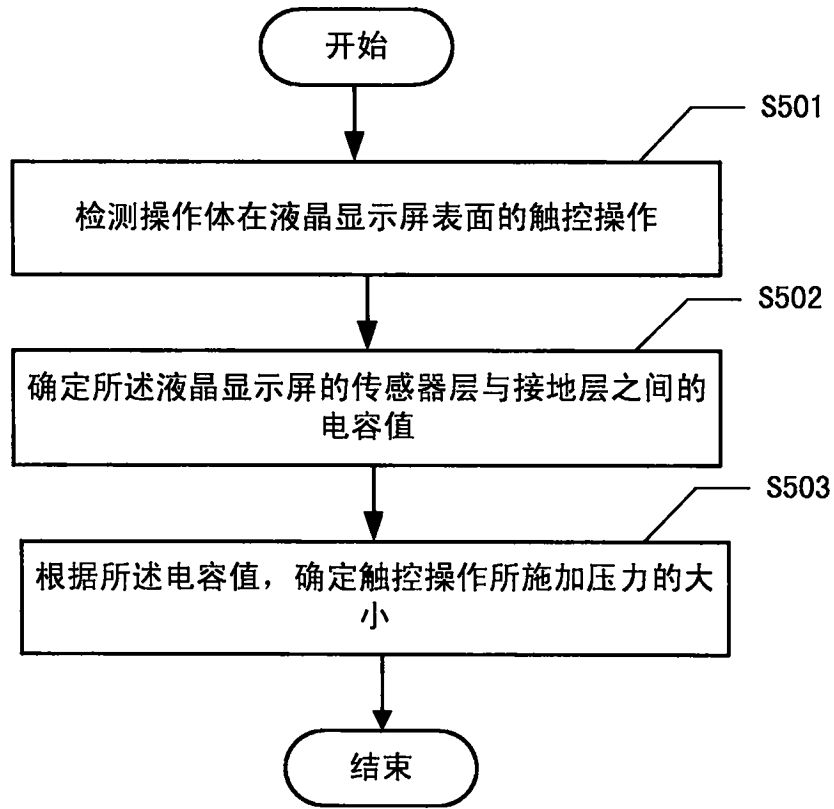 开始
S501
检测操作体在液晶显示屏表面的触控操作
S502
确定所述液晶显示屏的传感器层与接地层之间的
电容值
S503
根据所述电容值，确定触控操作所施加压力的大
小
结束